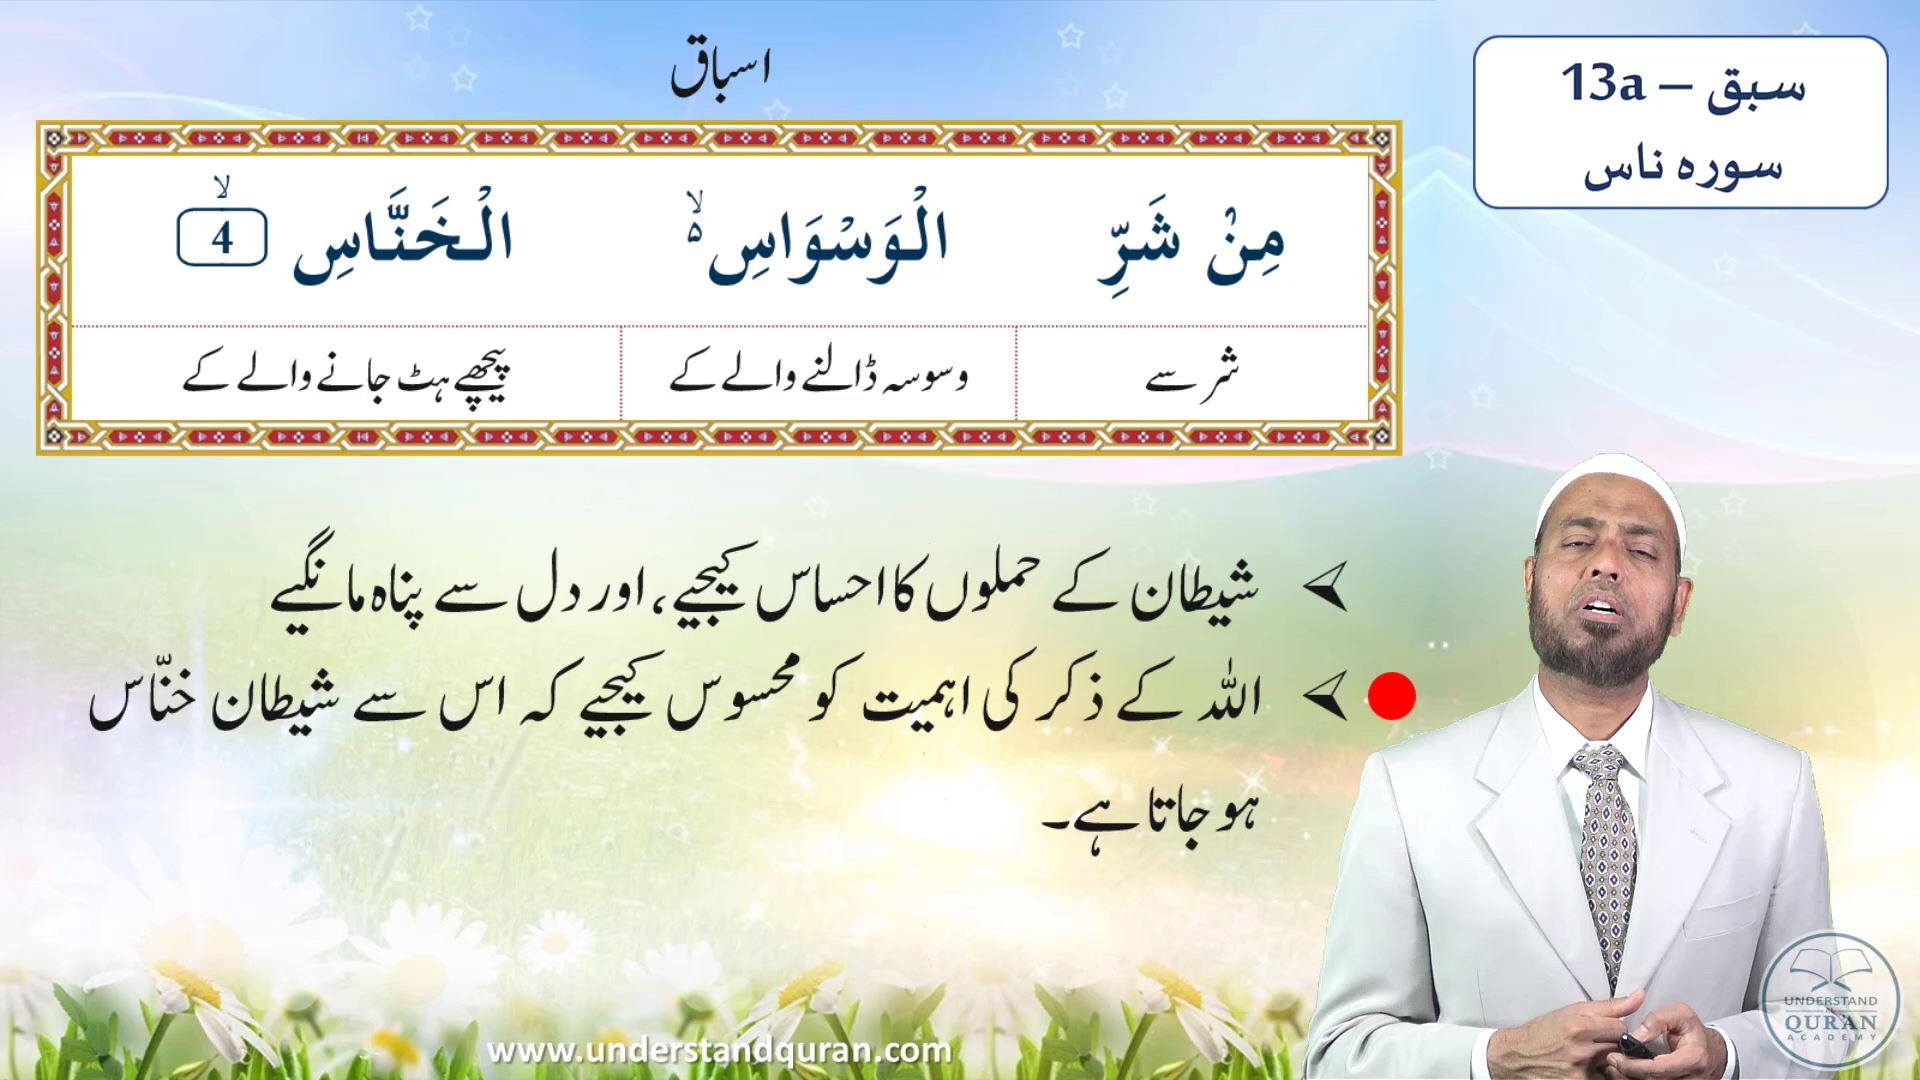 اسباق
سبق – 13a
سورہ ناس
مِنْ شَرِّ الْوَسْوَاسِ ۙ۵ الْخَنَّاسِ ۙ 4
شر سے وسوسہ ڈالنے والے کے پیچھے ہٹ جانے والے کے
شیطان کے حملوں کا احساس کیجیے، اور دل سے پناہ مانگیے
اللہ کے ذکر کی اہمیت کو محسوس کیجیے کہ اس سے شیطان خنّاس
ہو جاتا ہے۔
www.understandquran.com
UNDERSTAND
AL
QURAN
ACADEMY